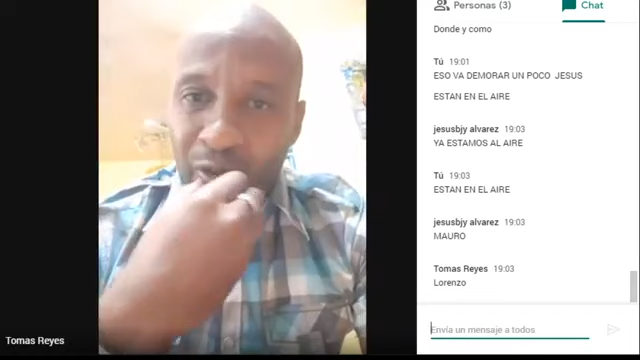 Personas (3)
Chat
Donde y como
Tú 19:01
ESO VA DEMORAR UN POCO JESUS
ESTAN EN EL AIRE
jesusbjy alvarez 19:03
YA ESTAMOS AL AIRE
Tú 19:03
ESTAN EN EL AIRE
jesusbjy alvarez 19:03
MAURO
Tomas Reyes 19:03
Lorenzo
Envía un mensaje a todos
Tomas Reyes